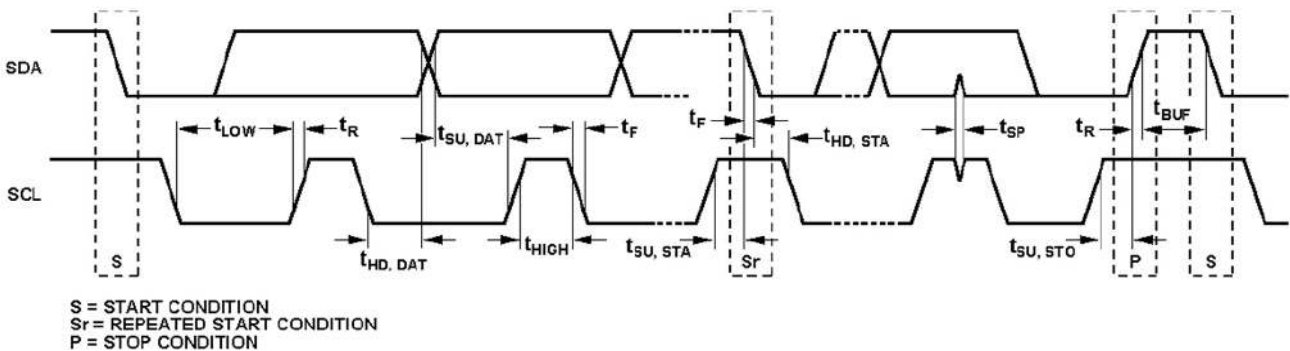 SDA
tLOW
tR
tSU, DAT
tF
tF
tHD, STA
tSP
tR
tBUF
SCL
S
tHD, DAT
tHIGH
tSU, STA
Sr
tSU, STO
P
S
S = START CONDITION
Sr = REPEATED START CONDITION
P = STOP CONDITION